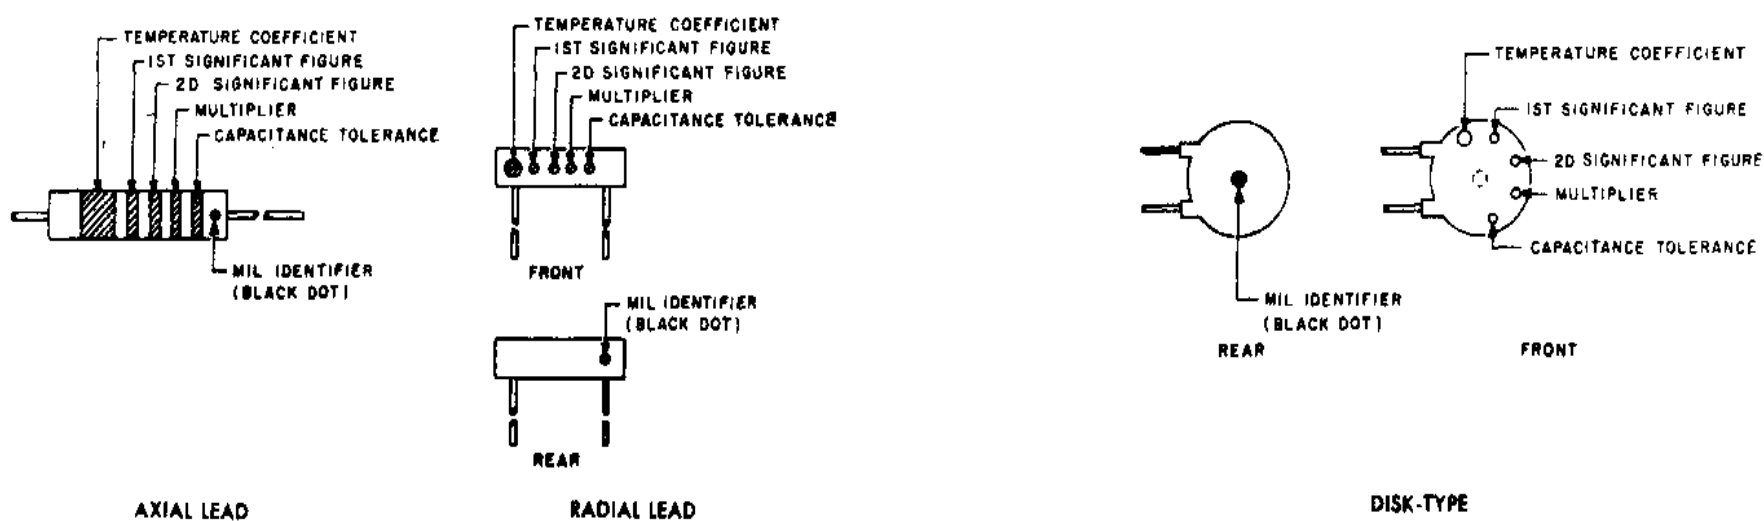 TEMPERATURE COEFFICIENT
1ST SIGNIFICANT FIGURE
2D SIGNIFICANT FIGURE
MULTIPLIER
CAPACITANCE TOLERANCE
MIL IDENTIFIER
(BLACK DOT)
AXIAL LEAD
TEMPERATURE COEFFICIENT
1ST SIGNIFICANT FIGURE
2D SIGNIFICANT FIGURE
MULTIPLIER
CAPACITANCE TOLERANCE
FRONT
MIL IDENTIFIER
(BLACK DOT)
REAR
RADIAL LEAD
MIL IDENTIFIER
(BLACK DOT)
REAR
TEMPERATURE COEFFICIENT
1ST SIGNIFICANT FIGURE
2D SIGNIFICANT FIGURE
MULTIPLIER
CAPACITANCE TOLERANCE
FRONT
DISK-TYPE